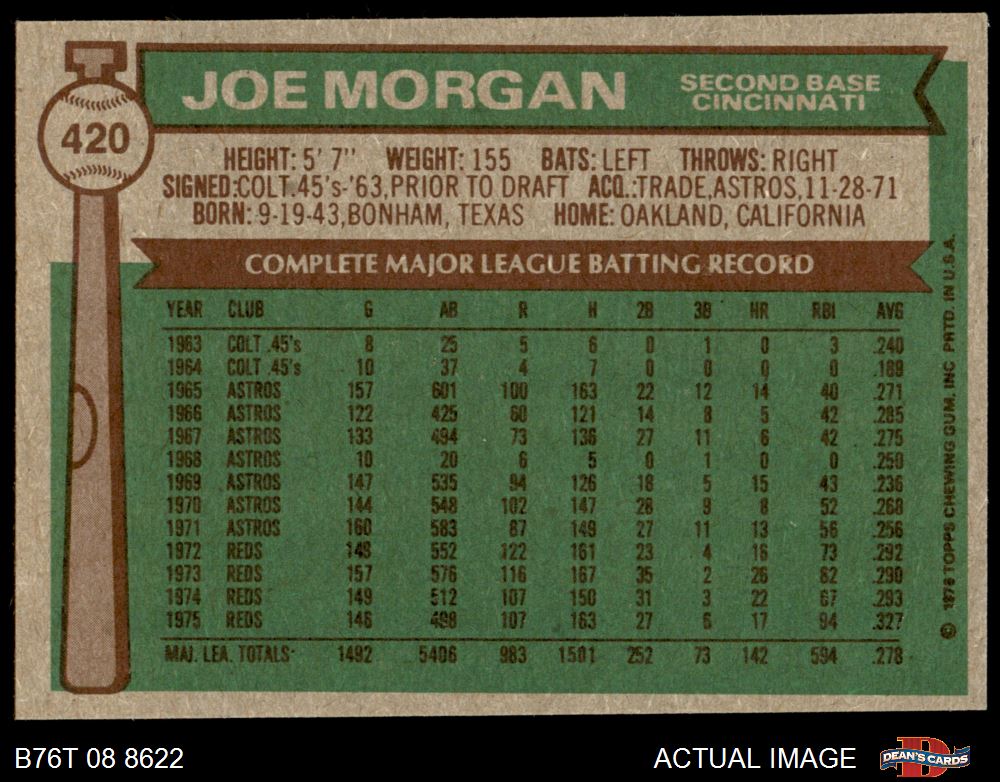 JOE MORGAN
SECOND BASE
CINCINNATI
420
HEIGHT: 5' 7" WEIGHT: 155 BATS: LEFT THROWS: RIGHT
SIGNED:COLT.45's-'63,PRIOR TO DRAFT ACQ.:TRADE,ASTROS,11-28-71
BORN: 9-19-43,BONHAM, TEXAS HOME: OAKLAND, CALIFORNIA
COMPLETE MAJOR LEAGUE BATTING RECORD
YEAR CLUB G AB R H 2B 3B HR RBI AVG
1963 COLT .45's 8 25 5 6 0 1 0 3 .240
1964 COLT .45's 10 37 4 7 0 0 0 0 .189
1965 ASTROS 157 601 100 163 22 12 14 40 .271
1966 ASTROS 122 425 60 121 14 8 5 42 .285
1967 ASTROS 133 494 73 136 27 11 6 42 .275
1968 ASTROS 10 20 6 5 0 1 0 0 .250
1969 ASTROS 147 535 94 126 18 5 15 43 .236
1970 ASTROS 144 548 102 147 28 9 8 52 .268
1971 ASTROS 160 583 87 149 27 11 13 56 .256
1972 REDS 149 552 122 161 23 4 16 73 .292
1973 REDS 157 576 116 167 35 2 26 82 .290
1974 REDS 149 512 107 150 31 3 22 67 .293
1975 REDS 146 498 107 163 27 6 17 94 .327
MAJ. LEA. TOTALS 1492 5406 983 1501 252 73 142 594 .278
© 1976 TOPPS CHEWING GUM, INC PRTD. IN U.S.A.
B76T 08 8622
ACTUAL IMAGE
DEAN'S CARDS